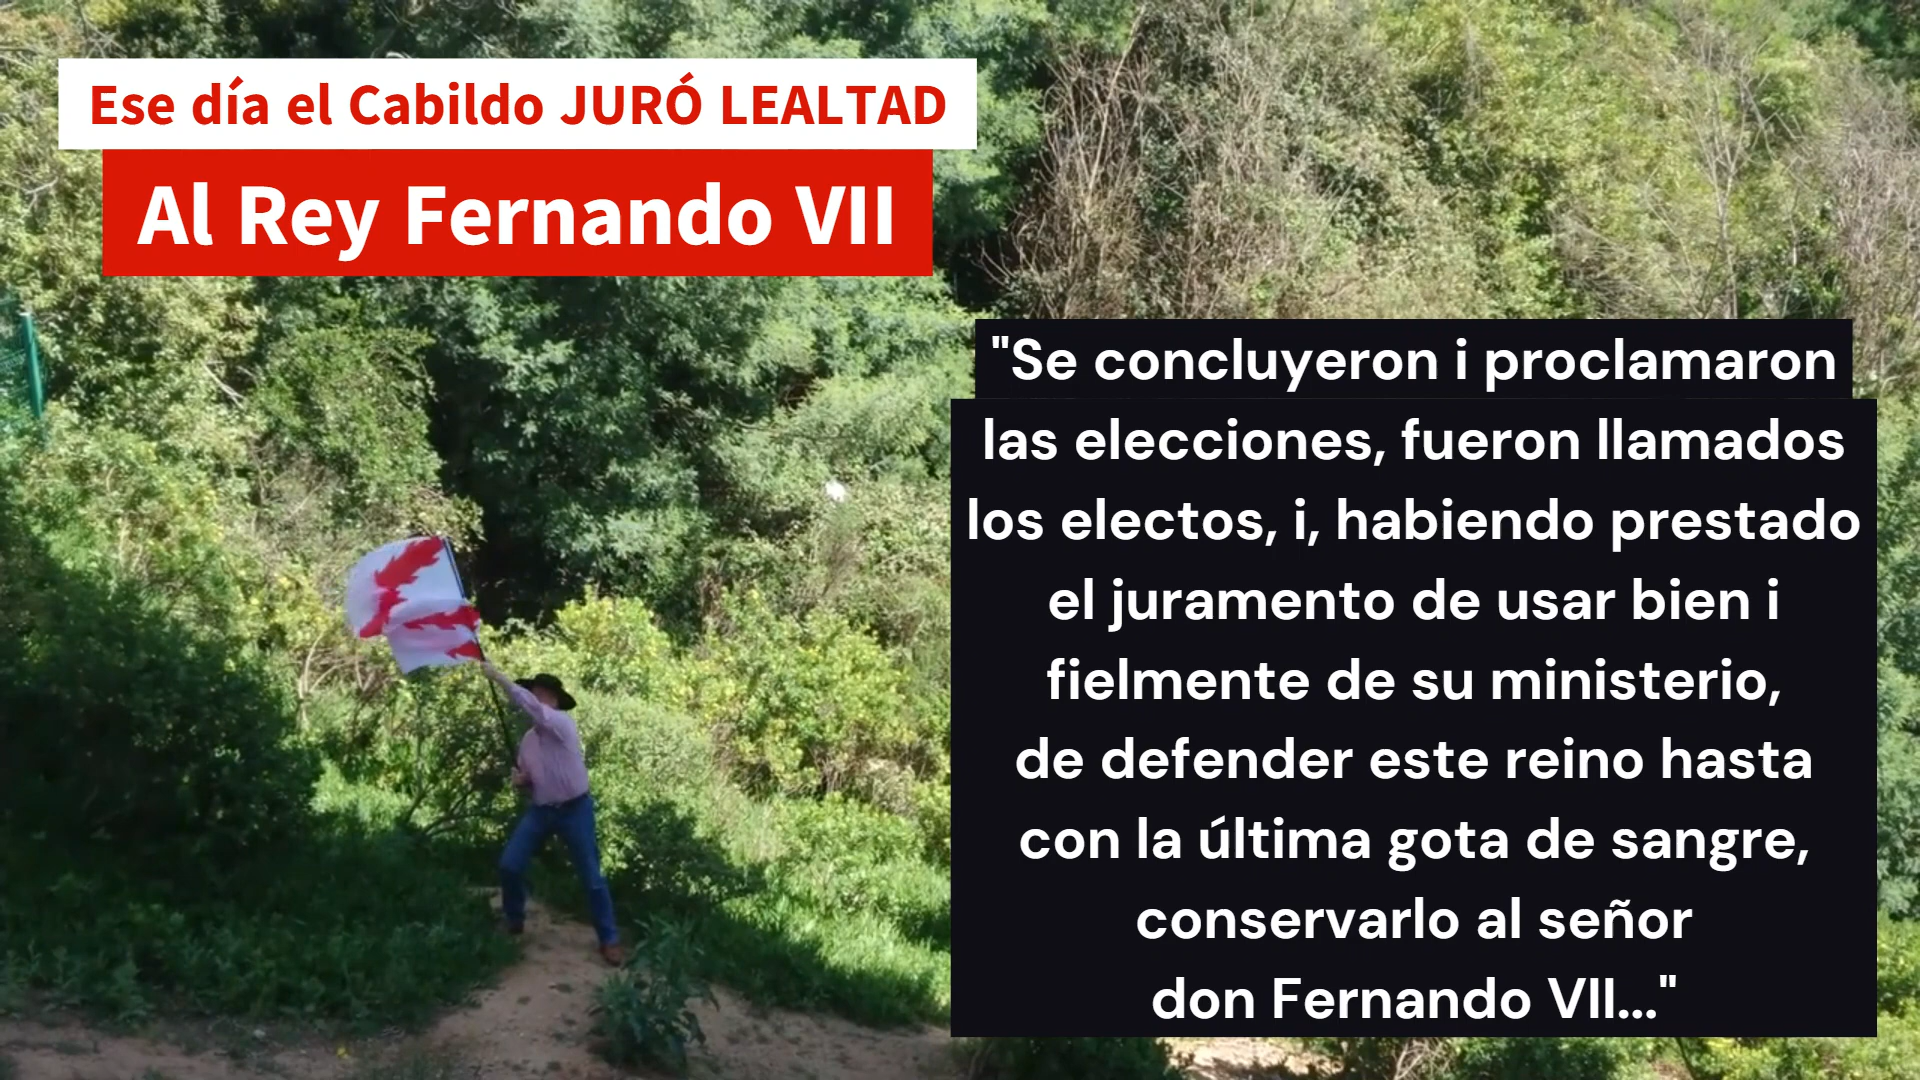 Ese día el Cabildo JURÓ LEALTAD
Al Rey Fernando VII
"Se concluyeron i proclamaron
las elecciones, fueron llamados
los electos, i, habiendo prestado
el juramento de usar bien i
fielmente de su ministerio,
de defender este reino hasta
con la última gota de sangre,
conservarlo al señor
don Fernando VII..."